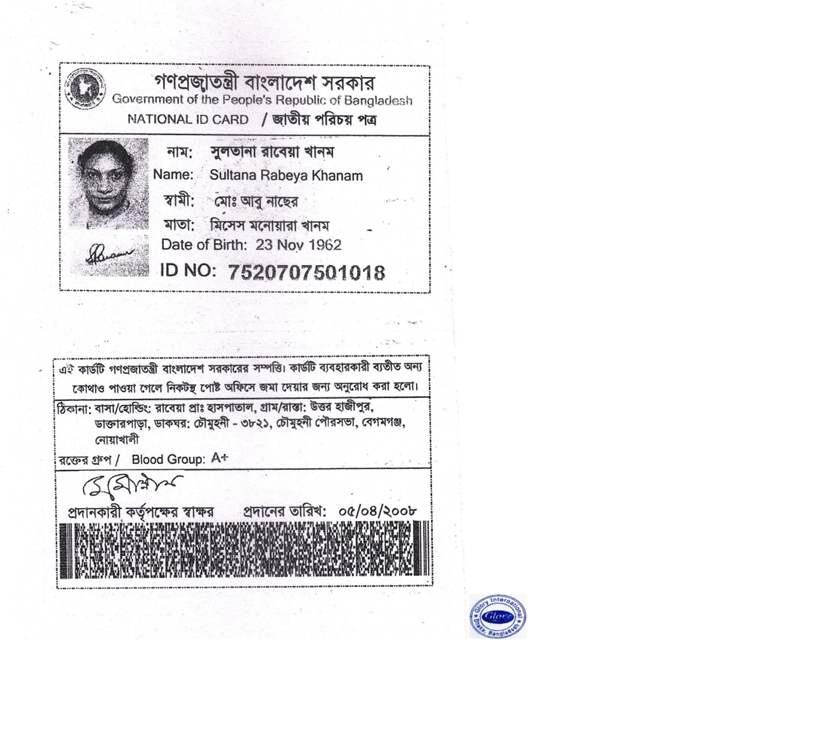 গণপ্রজাতন্ত্রী বাংলাদেশ সরকার
Government of the People's Republic of Bangladesh
NATIONAL ID CARD / জাতীয় পরিচয় পত্র
নাম: সুলতানা রাবেয়া খানম
Name: Sultana Rabeya Khanam
স্বামী: মোঃ আবু নাছের
মাতা: মিসেস মনোয়ারা খানম
Date of Birth: 23 Nov 1962
ID NO: 7520707501018
এই কার্ডটি গণপ্রজাতন্ত্রী বাংলাদেশ সরকারের সম্পত্তি। কার্ডটি ব্যবহারকারী ব্যতীত অন্য
কোথাও পাওয়া গেলে নিকটস্থ পোষ্ট অফিসে জমা দেয়ার জন্য অনুরোধ করা হলো।
ঠিকানা: বাসা/হোল্ডিং: রাবেয়া প্রাঃ হাসপাতাল, গ্রাম/রাস্তা: উত্তর হাজীপুর,
ডাক্তারপাড়া, ডাকঘর: চৌমুহনী - ৩৮২১, চৌমুহনী পৌরসভা, বেগমগঞ্জ,
নোয়াখালী
রক্তের গ্রুপ / Blood Group: A+
প্রদানকারী কর্তৃপক্ষের স্বাক্ষর প্রদানের তারিখ: ০৫/০৪/২০০৮
Glory International
Glory
Dhaka, Bangladesh